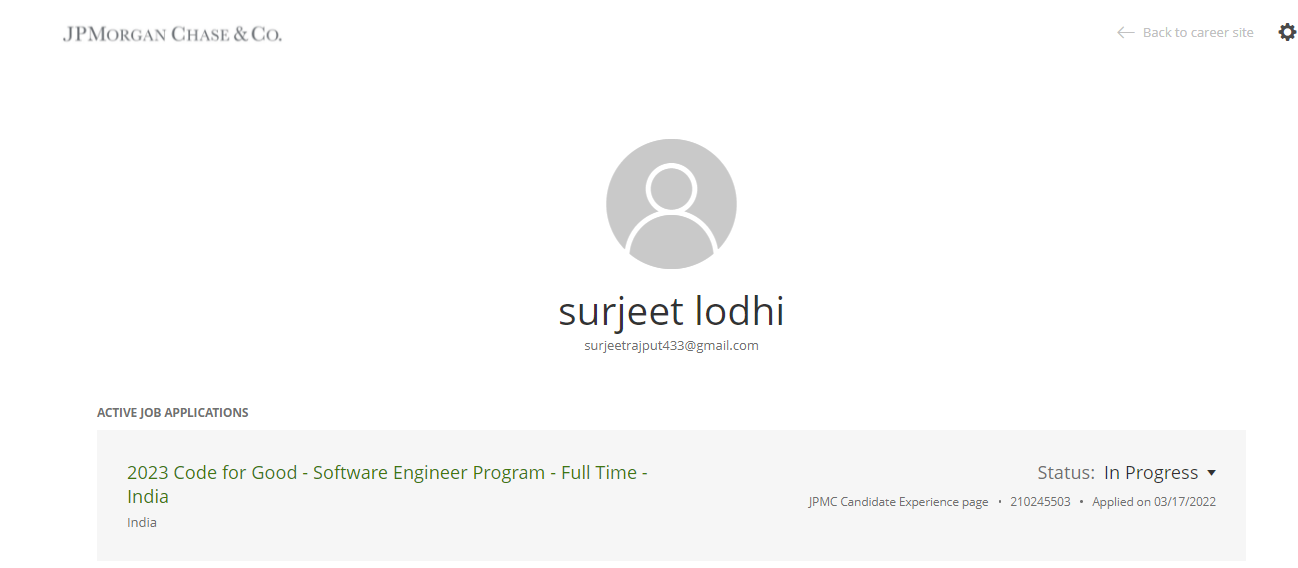 JPMORGAN CHASE & CO.
Back to career site
surjeet lodhi
surjeetrajput433@gmail.com
ACTIVE JOB APPLICATIONS
2023 Code for Good - Software Engineer Program - Full Time -
India
India
Status: In Progress
JPMC Candidate Experience page • 210245503 • Applied on 03/17/2022